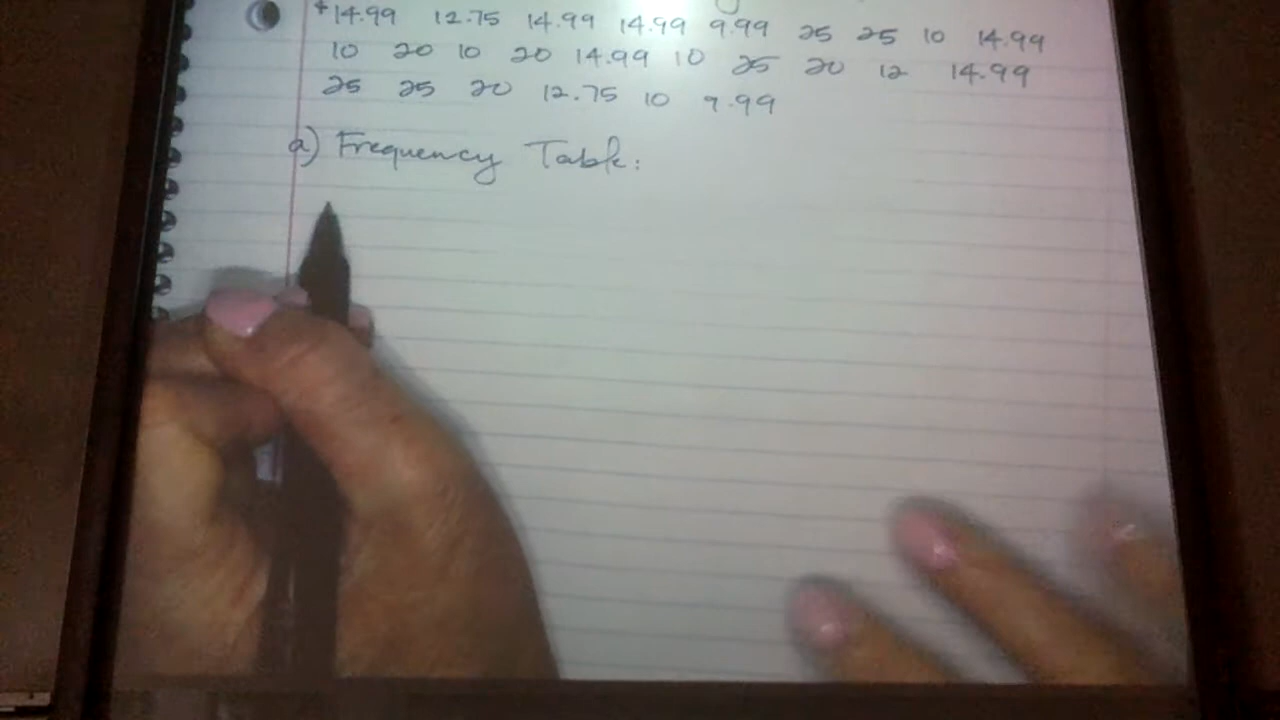 $14.99 12.75 14.99 14.99 9.99 25 25 10 14.99
10 20 10 20 14.99 10 25 20 12 14.99
25 25 20 12.75 10 9.99
a) Frequency Table: